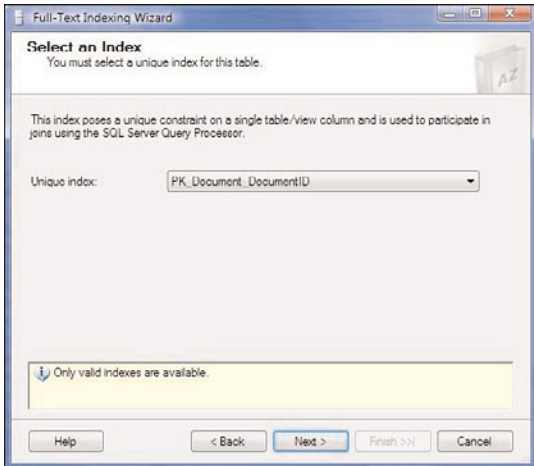 Full-Text Indexing Wizard
Select an Index
You must select a unique index for this table.
AZ
This index poses a unique constraint on a single table/view column and is used to participate in
joins using the SQL Server Query Processor.
Unique index:
PK_Document_DocumentID
Only valid indexes are available.
Help
< Back
Next >
Finish >>|
Cancel